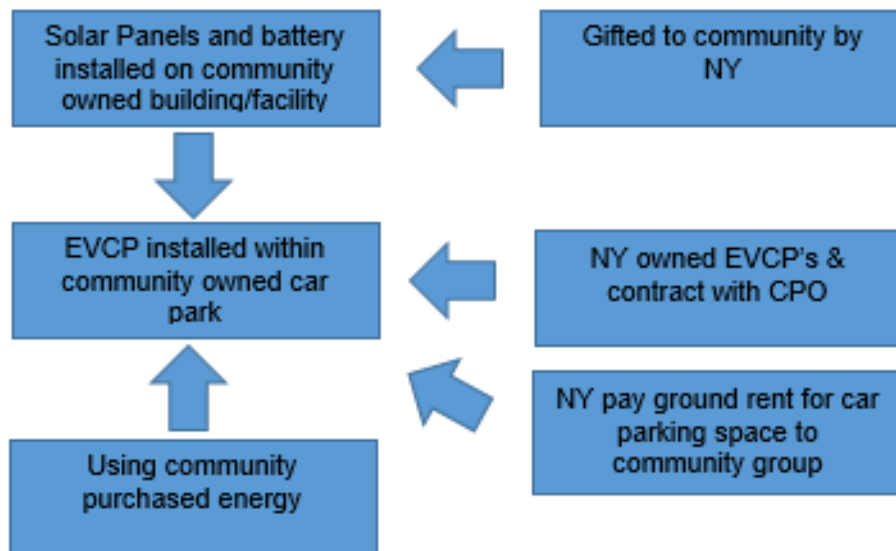 Solar Panels and battery
installed on community
owned building/facility
Gifted to community by
NY
EVCP installed within
community owned car
park
NY owned EVCP's &
contract with CPO
NY pay ground rent for car
parking space to
community group
Using community
purchased energy